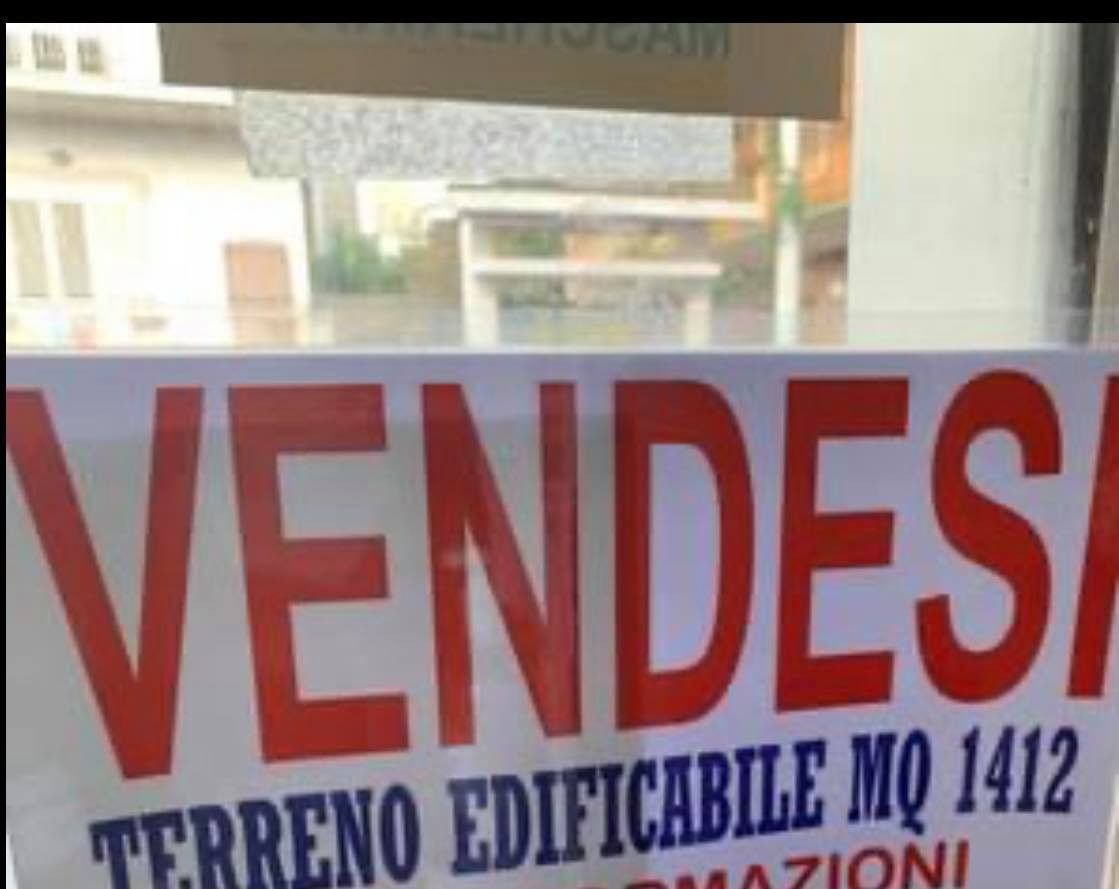 VENDESI
TERRENO EDIFICABILE MQ 1412